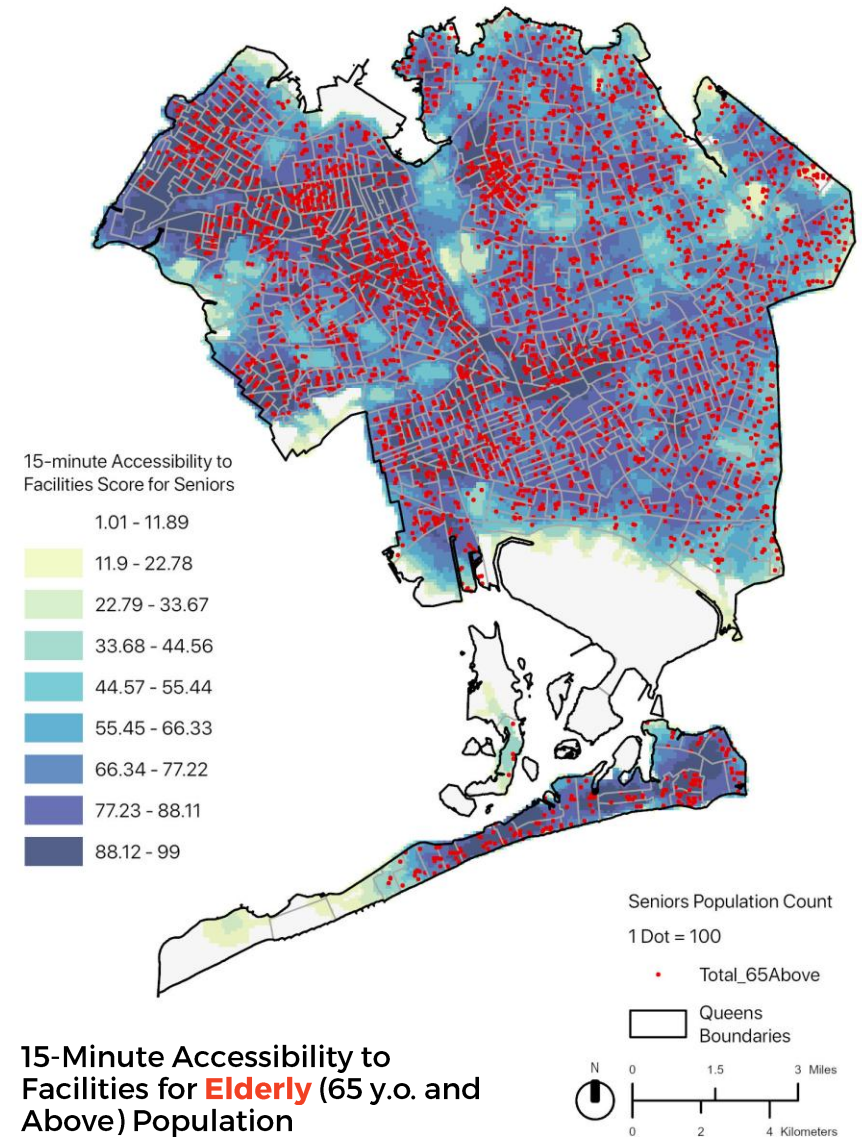 15-minute Accessibility to
Facilities Score for Seniors
1.01 - 11.89
11.9 - 22.78
22.79 - 33.67
33.68 - 44.56
44.57 - 55.44
55.45 - 66.33
66.34 - 77.22
77.23 - 88.11
88.12 - 99
Seniors Population Count
1 Dot = 100
Total_65Above
Queens
Boundaries
N
0 1.5 3 Miles
0 2 4 Kilometers
15-Minute Accessibility to
Facilities for Elderly (65 y.o. and
Above) Population